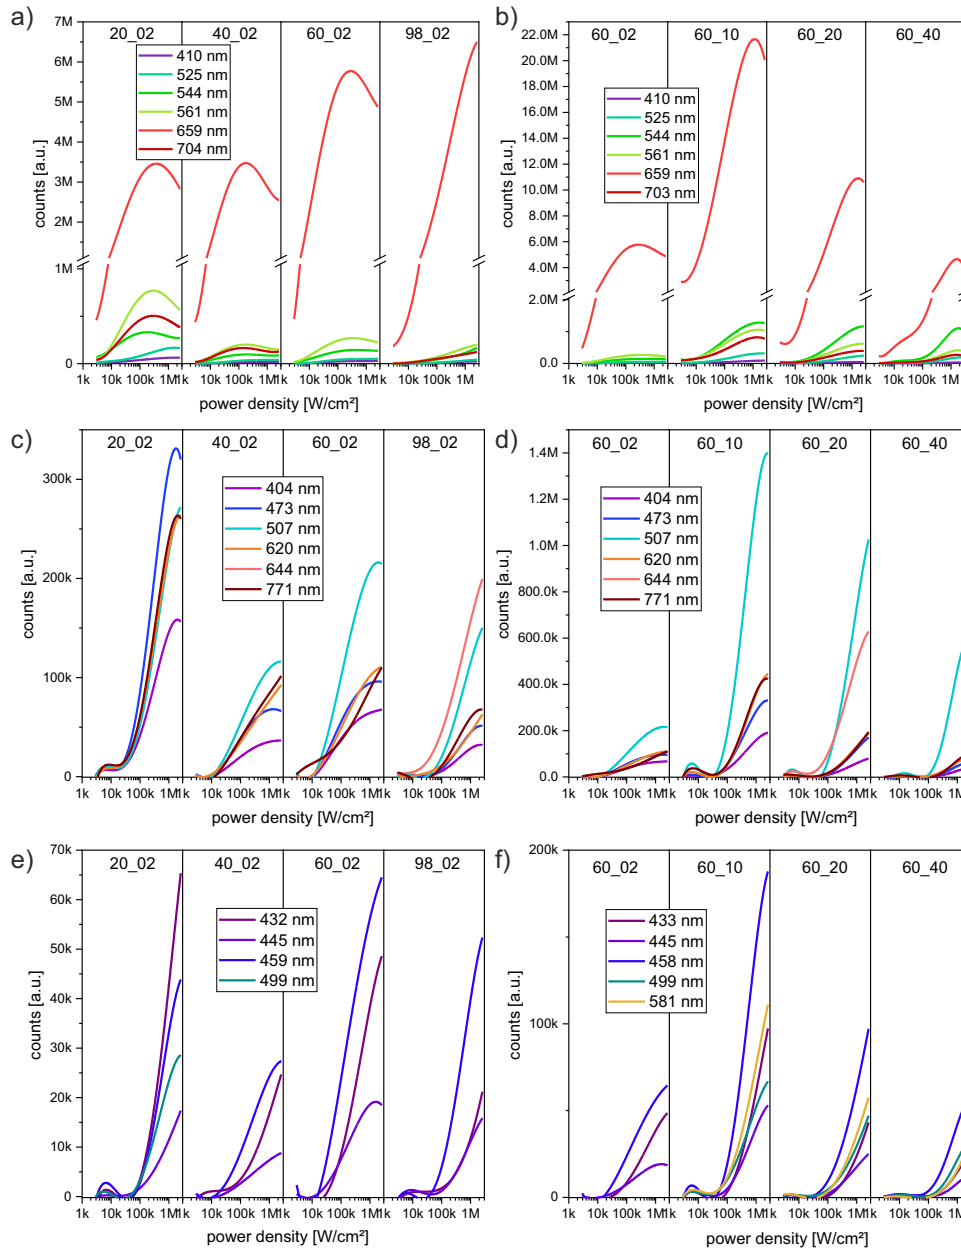 a)
20_02 40_02 60_02 98_02
7M
6M
5M
4M
3M
2M
1M
0
counts [a.u.]
410 nm
525 nm
544 nm
561 nm
659 nm
704 nm
1k 10k 100k 1M1k 10k 100k 1M1k 10k 100k 1M1k 10k 100k 1M
power density [W/cm²]
b)
60_02 60_10 60_20 60_40
22.0M
20.0M
18.0M
16.0M
14.0M
12.0M
10.0M
8.0M
6.0M
4.0M
2.0M
0.0
counts [a.u.]
410 nm
525 nm
544 nm
561 nm
659 nm
703 nm
1k 10k 100k 1M1k 10k 100k 1M1k 10k 100k 1M1k 10k 100k 1M
power density [W/cm²]
c)
20_02 40_02 60_02 98_02
300k
200k
100k
0
counts [a.u.]
404 nm
473 nm
507 nm
620 nm
644 nm
771 nm
1k 10k 100k 1M1k 10k 100k 1M1k 10k 100k 1M1k 10k 100k 1M
power density [W/cm²]
d)
60_02 60_10 60_20 60_40
1.4M
1.2M
1.0M
800.0k
600.0k
400.0k
200.0k
0.0
counts [a.u.]
404 nm
473 nm
507 nm
620 nm
644 nm
771 nm
1k 10k 100k 1M1k 10k 100k 1M1k 10k 100k 1M1k 10k 100k 1M
power density [W/cm²]
e)
20_02 40_02 60_02 98_02
70k
60k
50k
40k
30k
20k
10k
0
counts [a.u.]
432 nm
445 nm
459 nm
499 nm
1k 10k 100k 1M1k 10k 100k 1M1k 10k 100k 1M1k 10k 100k 1M
power density [W/cm²]
f)
60_02 60_10 60_20 60_40
200k
100k
0
counts [a.u.]
433 nm
445 nm
458 nm
499 nm
581 nm
1k 10k 100k 1M1k 10k 100k 1M1k 10k 100k 1M1k 10k 100k 1M
power density [W/cm²]